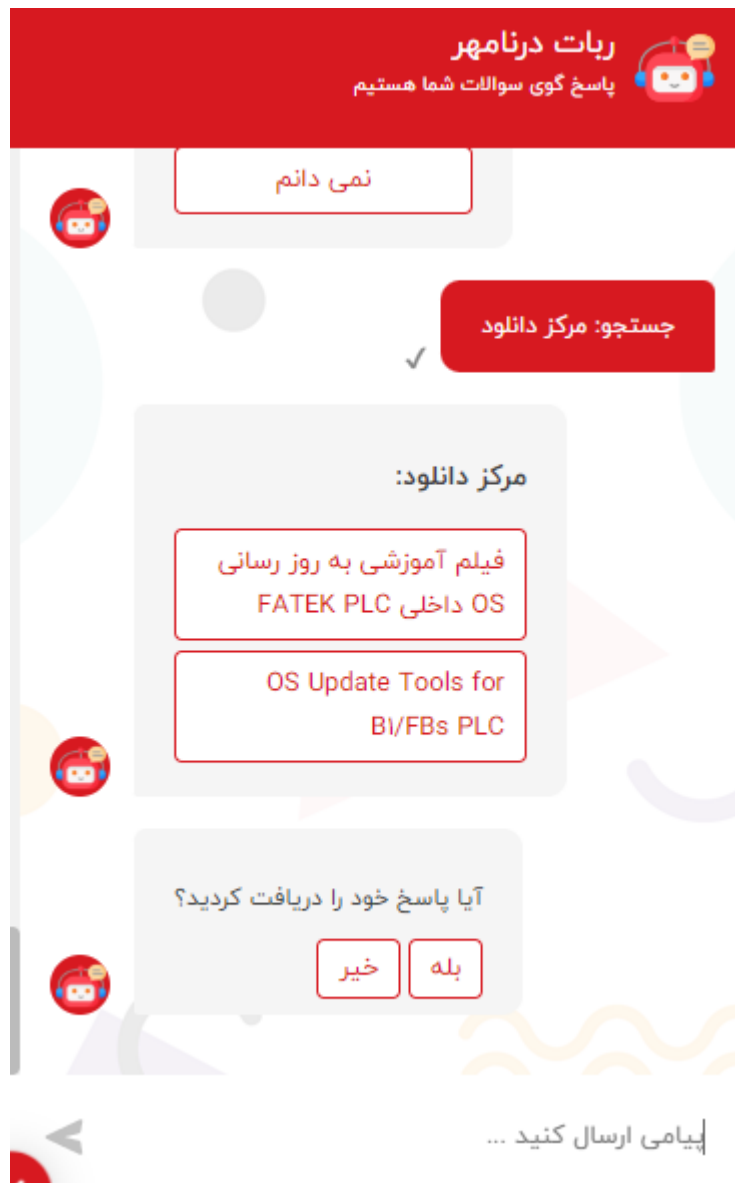 ربات درنامهر
پاسخ گوی سوالات شما هستیم
نمی دانم
جستجو: مرکز دانلود
مرکز دانلود:
فیلم آموزشی به روز رسانی
OS داخلی FATEK PLC
OS Update Tools for
B۱/FBs PLC
آیا پاسخ خود را دریافت کردید؟
بله
خیر
پیامی ارسال کنید ...